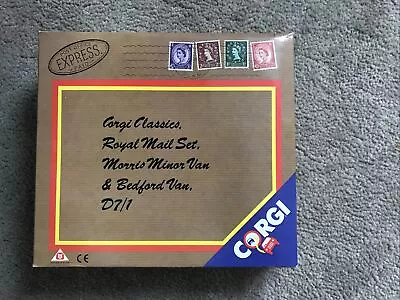 EXPRESS
Corgi Classics,
Royal Mail Set,
Morris Minor Van
& Bedford Van,
D7/1
CORGI
CE